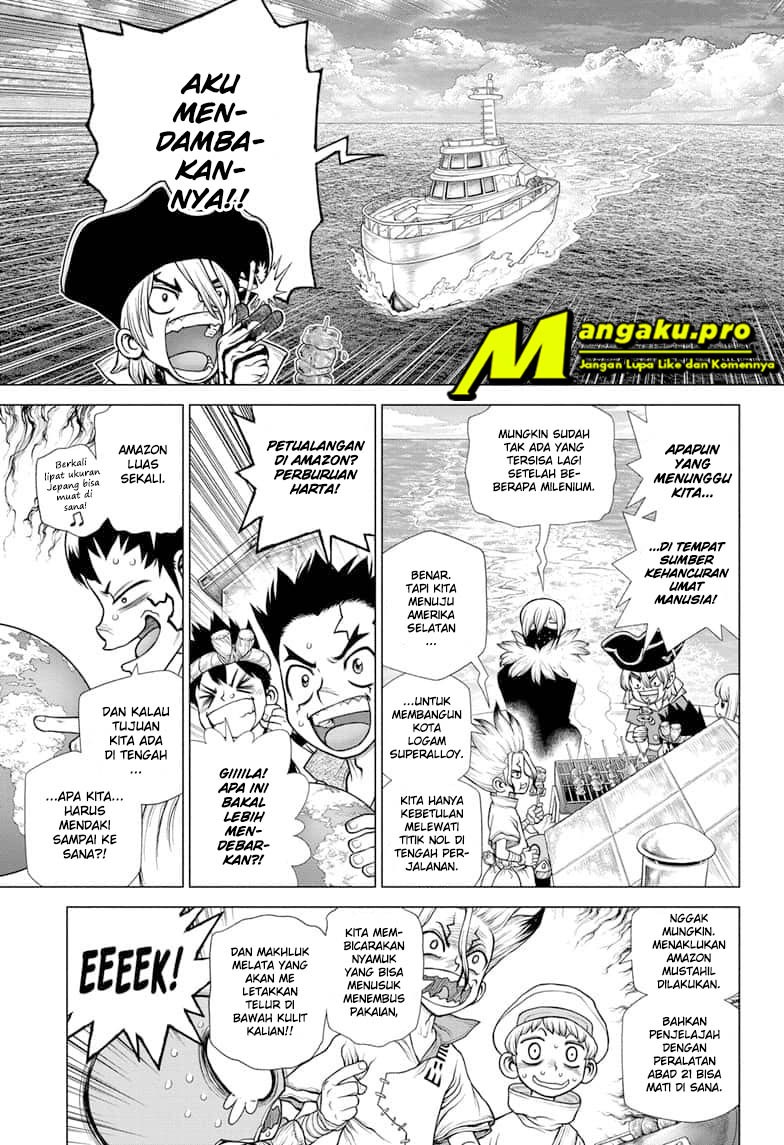 AKU
MEN-
DAMBA-
KAN-
NYA!!
Mangaku.pro
Jangan Lupa Like dan Komennya
APAPUN
YANG
MENUNGGU
KITA...
...DI TEMPAT
SUMBER
KEHANCURAN
UMAT
MANUSIA!
MUNGKIN SUDAH
TAK ADA YANG
TERSISA LAGI
SETELAH BE-
BERAPA MILENIUM.
BENAR.
TAPI KITA
MENUJU
AMERIKA
SELATAN
...
...UNTUK
MEMBANGUN
KOTA
LOGAM
SUPERALLOY.
KITA HANYA
KEBETULAN
MELEWATI
TITIK NOL DI
TENGAH PER-
JALANAN.
PETUALANGAN
DI AMAZON?
PERBURUAN
HARTA!
GIIIILA!
APA INI
BAKAL
LEBIH
MEN-
DEBAR-
KAN?!
AMAZON
LUAS
SEKALI.
Berkali
lipat ukuran
Jepang bisa
muat di
sana!
♫
DAN KALAU
TUJUAN
KITA ADA
DI TENGAH
...
...APA KITA...
HARUS
MENDAKI
SAMPAI KE
SANA?!
NGGAK
MUNGKIN.
MENAKLUKAN
AMAZON
MUSTAHIL
DILAKUKAN.
BAHKAN
PENJELAJAH
DENGAN
PERALATAN
ABAD 21 BISA
MATI DI SANA.
KITA MEM-
BICARAKAN
NYAMUK
YANG BISA
MENUSUK
MENEMBUS
PAKAIAN,
DAN MAKHLUK
MELATA YANG
AKAN ME
LETAKKAN
TELUR DI
BAWAH KULIT
KALIAN!!
EEEEK!